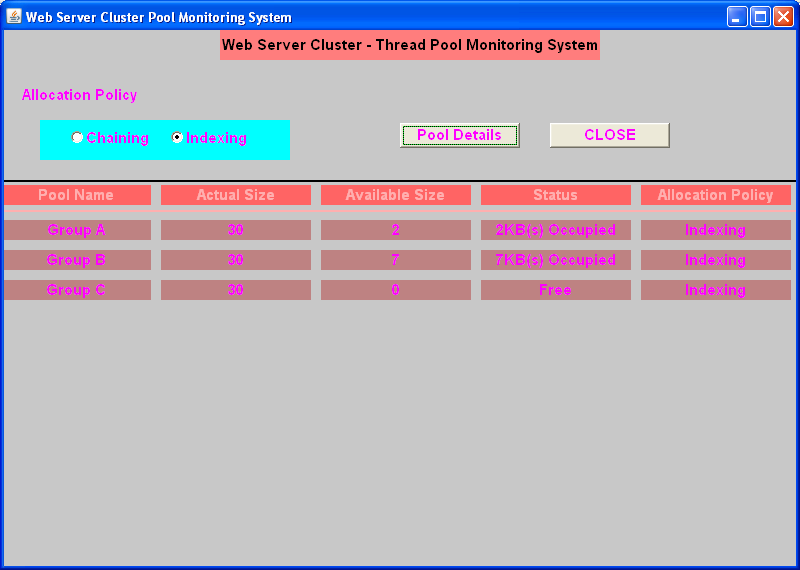 Web Server Cluster Pool Monitoring System
Web Server Cluster - Thread Pool Monitoring System
Allocation Policy
Chaining Indexing Pool Details CLOSE
Pool Name Actual Size Available Size Status Allocation Policy
Group A 30 2 2KB(s) Occupied Indexing
Group B 30 7 7KB(s) Occupied Indexing
Group C 30 0 Free Indexing